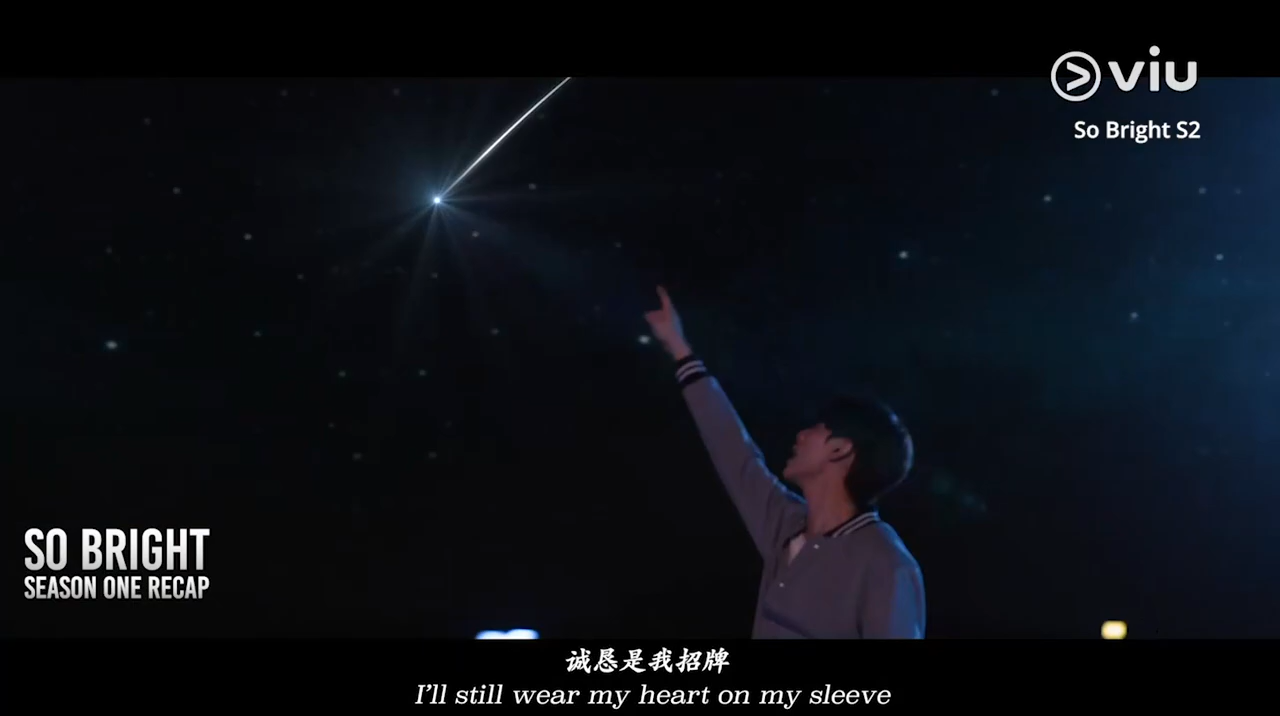 viu
So Bright S2
SO BRIGHT
SEASON ONE RECAP
诚恳是我招牌
I'll still wear my heart on my sleeve